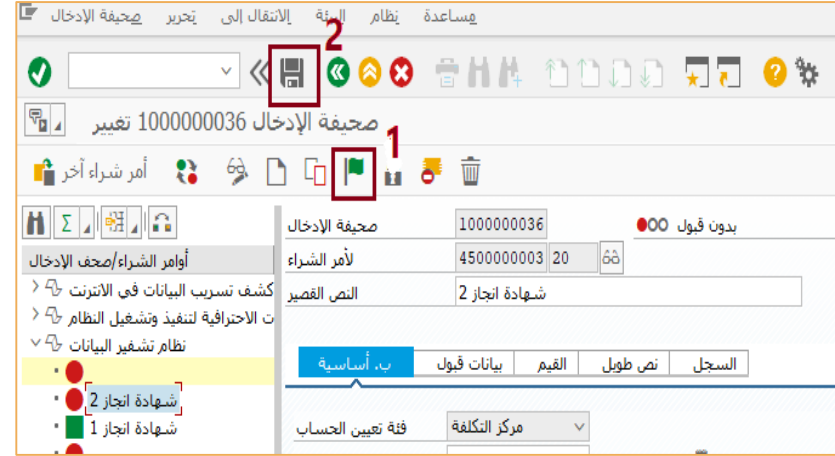 مساعدة نظام البيئة الانتقال إلى تحرير صحيفة الإدخال
2
تغيير 1000000036 صحيفة الإدخال
1
أمر شراء آخر
صحيفة الإدخال 1000000036 بدون قبول
أوامر الشراء/صحف الإدخال
لأمر الشراء 4500000003 20
كشف تسريب البيانات في الانترنت
النص القصير شهادة انجاز 2
ت الاحترافية لتنفيذ وتشغيل النظام
نظام تشفير البيانات
ب. أساسية بيانات قبول القيم نص طويل السجل
شهادة انجاز 2
شهادة انجاز 1
فئة تعيين الحساب مركز التكلفة